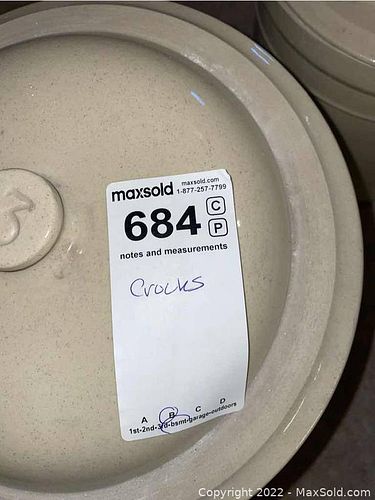 maxsold maxsold.com
1-877-257-7799
684 C
P
notes and measurements
Crocks
A B C D
1st-2nd-3rd-bsmt-garage-outdoors
3
Copyright ©2022 - MaxSold.com